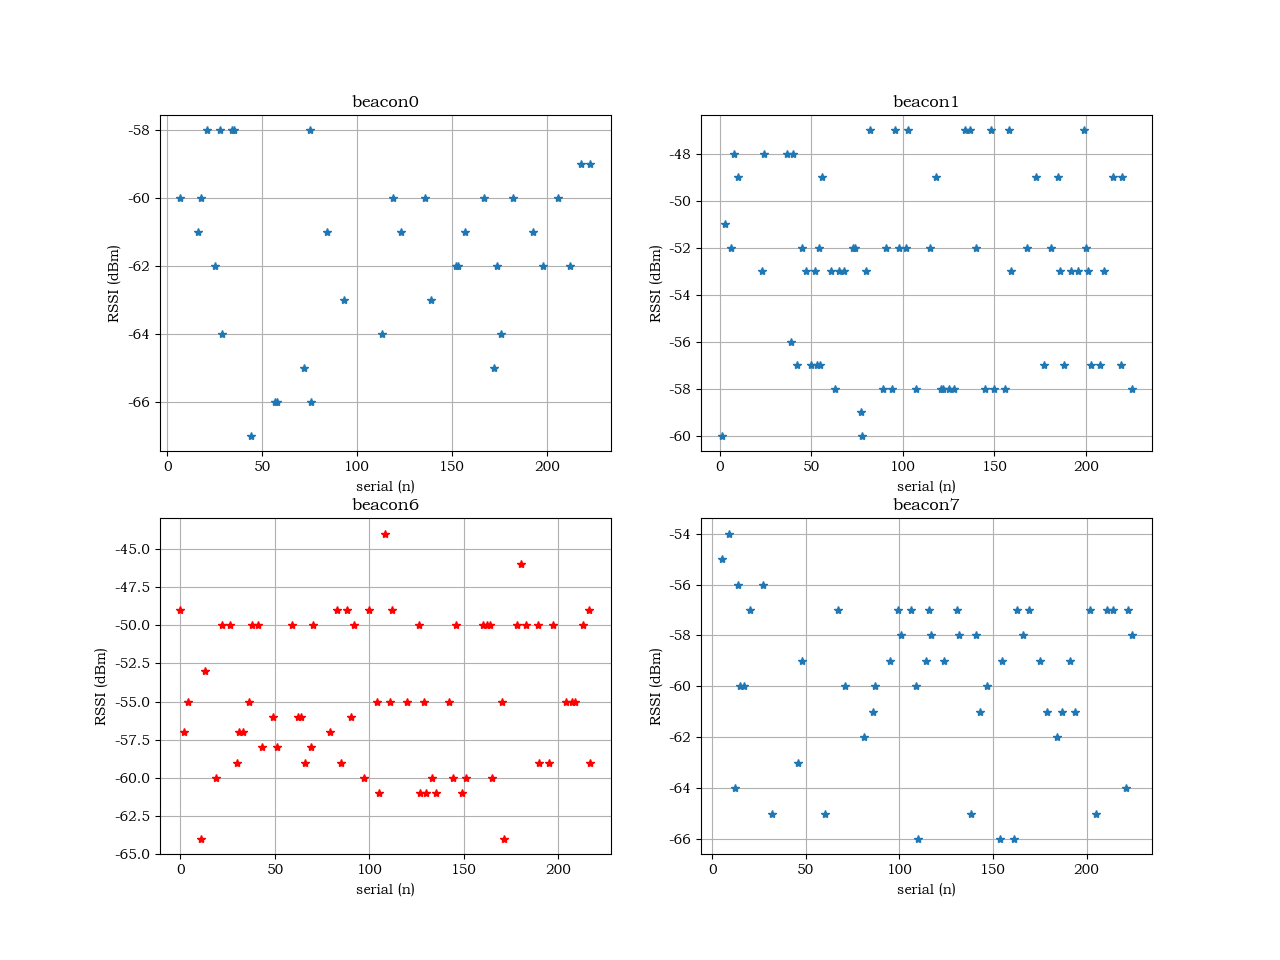 beacon0
-58
-60
-62
-64
-66
RSSI (dBm)
0 50 100 150 200
serial (n)
beacon1
-48
-50
-52
-54
-56
-58
-60
RSSI (dBm)
0 50 100 150 200
serial (n)
beacon6
-45.0
-47.5
-50.0
-52.5
-55.0
-57.5
-60.0
-62.5
-65.0
RSSI (dBm)
0 50 100 150 200
serial (n)
beacon7
-54
-56
-58
-60
-62
-64
-66
RSSI (dBm)
0 50 100 150 200
serial (n)